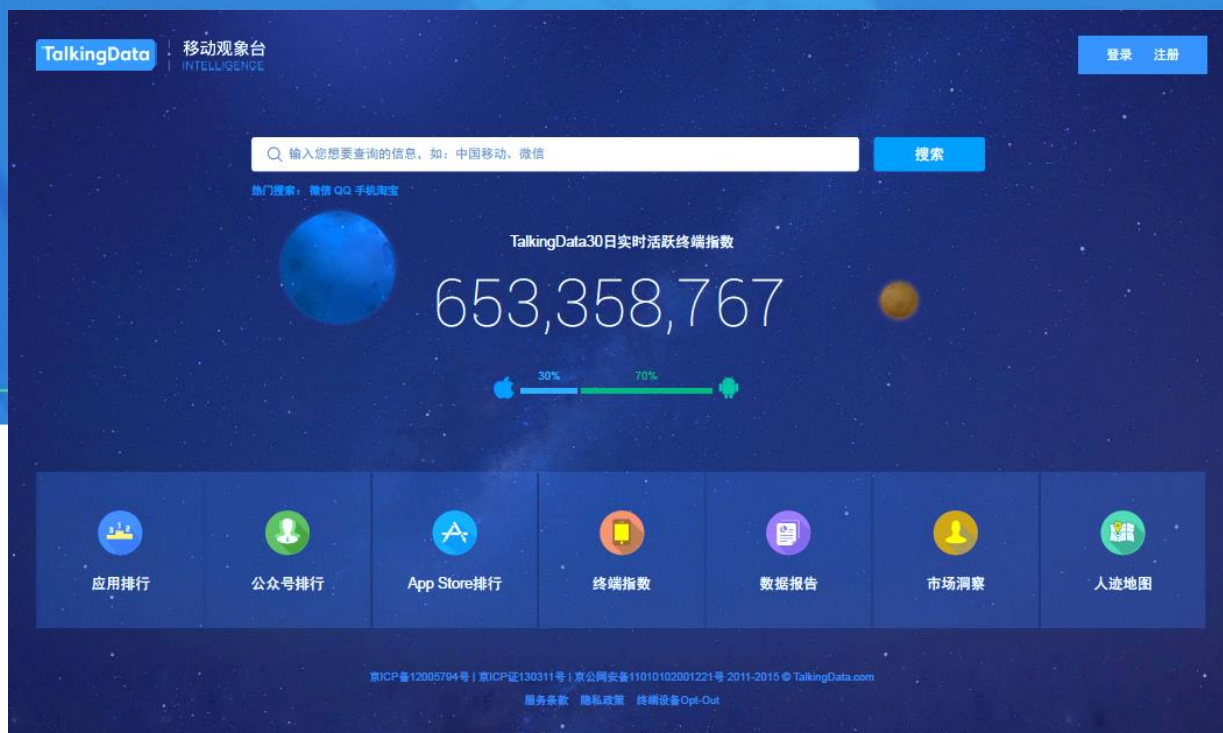 TalkingData 移动观象台
INTELLIGENCE
登录 注册
输入您想要查询的信息，如：中国移动、微信
搜索
热门搜索： 微信 QQ 手机淘宝
TalkingData30日实时活跃终端指数
653,358,767
30% 70%
应用排行 公众号排行 App Store排行 终端指数 数据报告 市场洞察 人迹地图
京ICP备12005794号 | 京ICP证130311号 | 京公网安备11010102001221号 2011-2015 © TalkingData.com
服务条款 隐私政策 终端设备Opt-Out